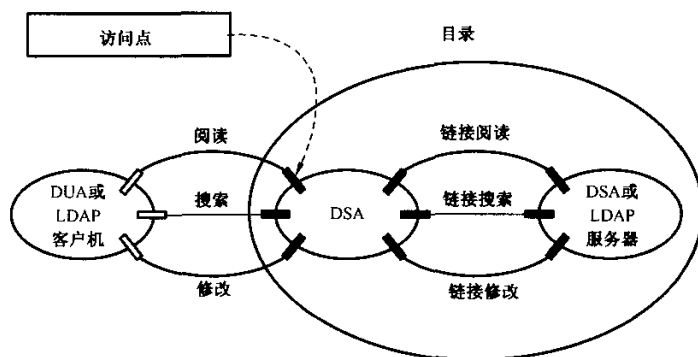 访问点
目录
阅读
链接阅读
DUA或
LDAP
客户机
搜索
DSA
链接搜索
DSA或
LDAP
服务器
修改
链接修改